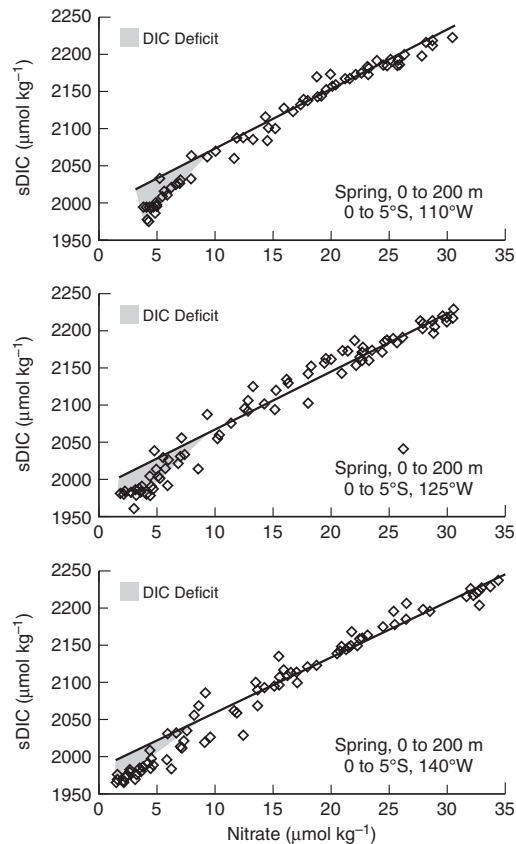 2250
2200
2150
2100
2050
2000
1950
sDIC (μmol kg⁻¹)
DIC Deficit
Spring, 0 to 200 m
0 to 5°S, 110°W
0 5 10 15 20 25 30 35
2250
2200
2150
2100
2050
2000
1950
sDIC (μmol kg⁻¹)
DIC Deficit
Spring, 0 to 200 m
0 to 5°S, 125°W
0 5 10 15 20 25 30 35
2250
2200
2150
2100
2050
2000
1950
sDIC (μmol kg⁻¹)
DIC Deficit
Spring, 0 to 200 m
0 to 5°S, 140°W
0 5 10 15 20 25 30 35
Nitrate (μmol kg⁻¹)